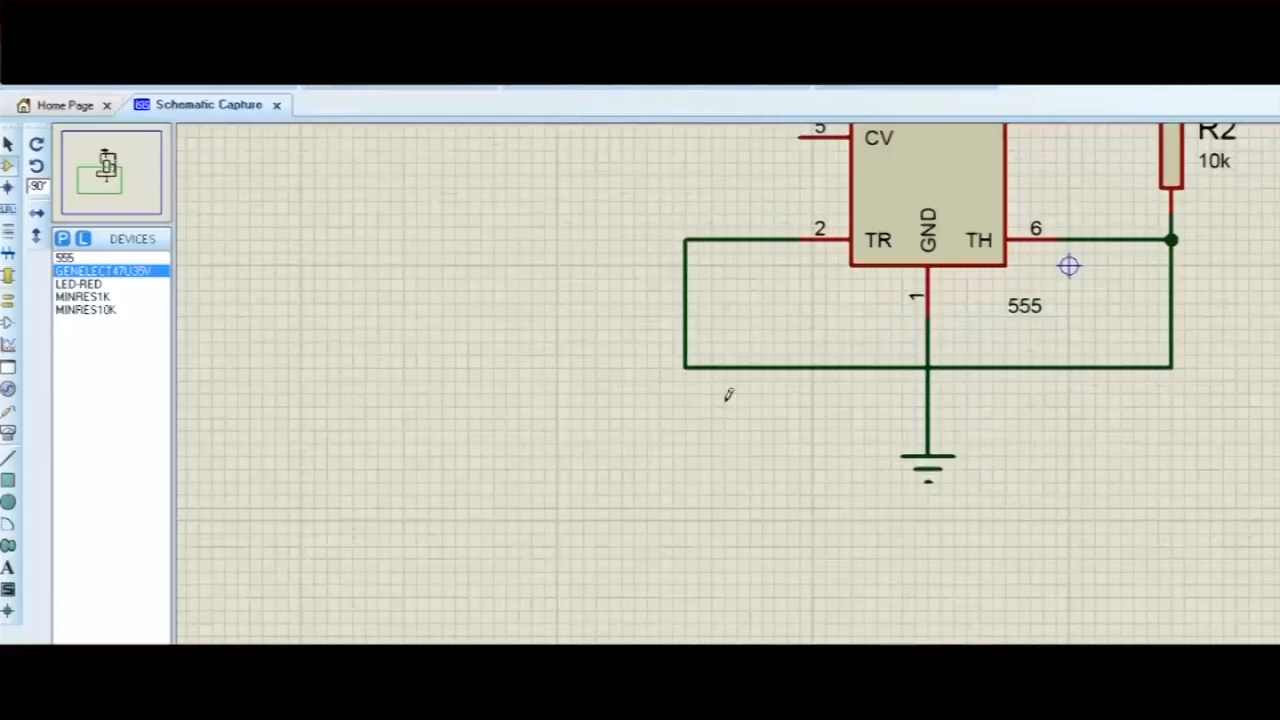 Home Page
Schematic Capture
-90°
P L DEVICES
555
GENELECT47U35V
LED-RED
MINRES1K
MINRES10K
5
CV
R2
10k
2
TR
GND
TH
6
1
555
A
S